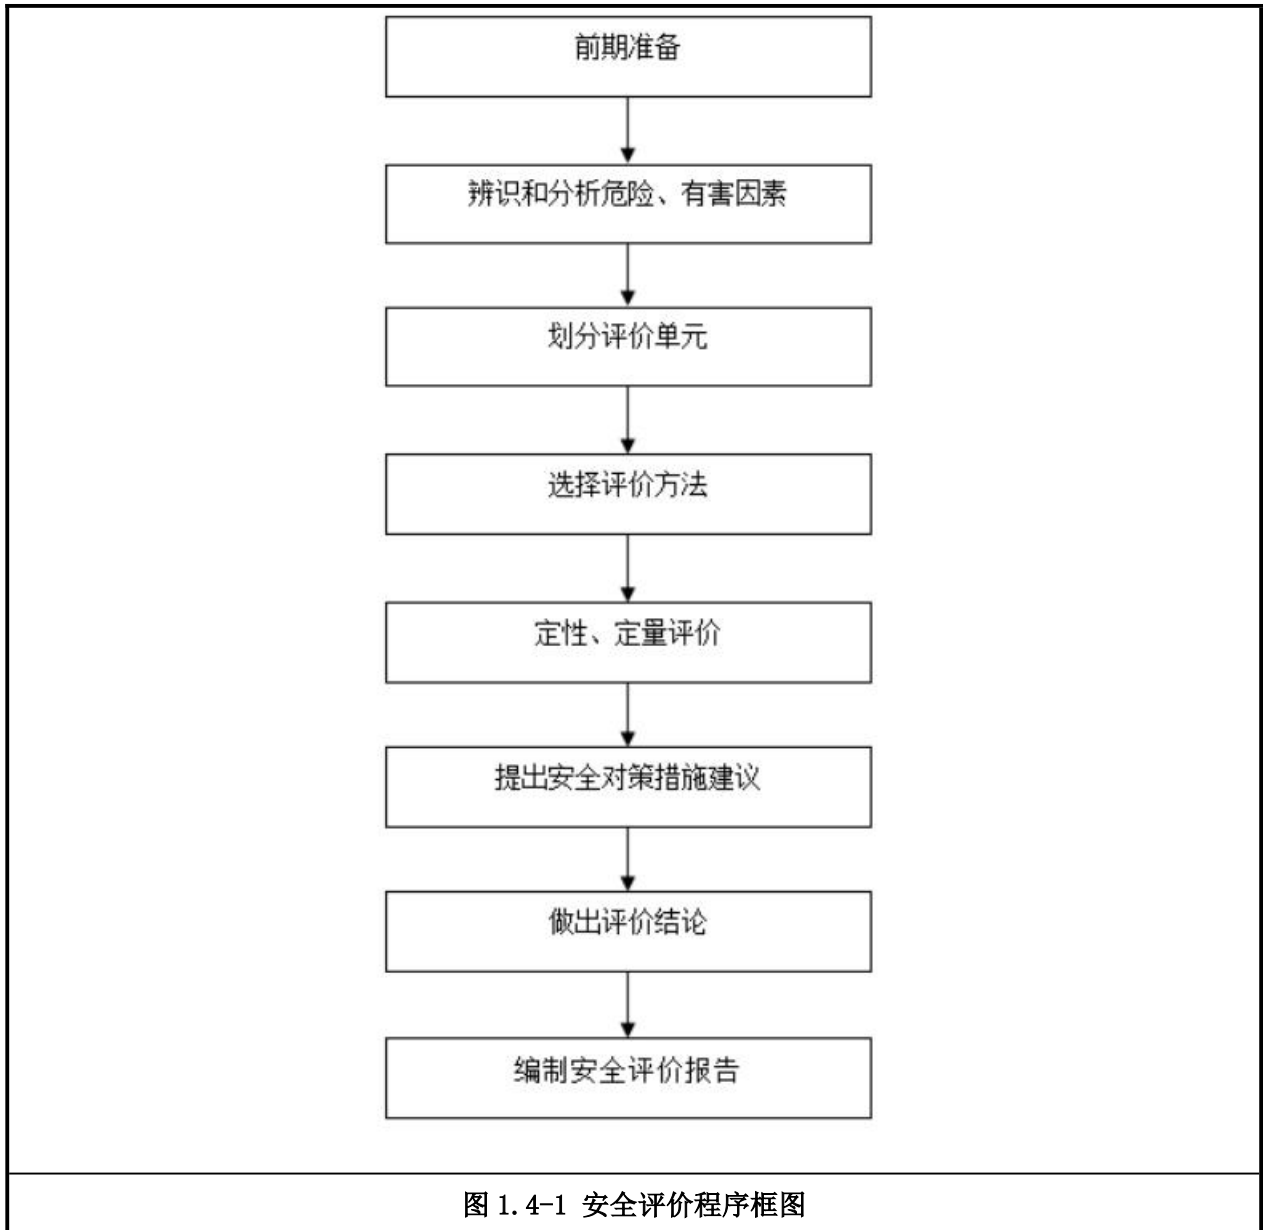 前期准备
辨识和分析危险、有害因素
划分评价单元
选择评价方法
定性、定量评价
提出安全对策措施建议
做出评价结论
编制安全评价报告
图 1.4-1 安全评价程序框图